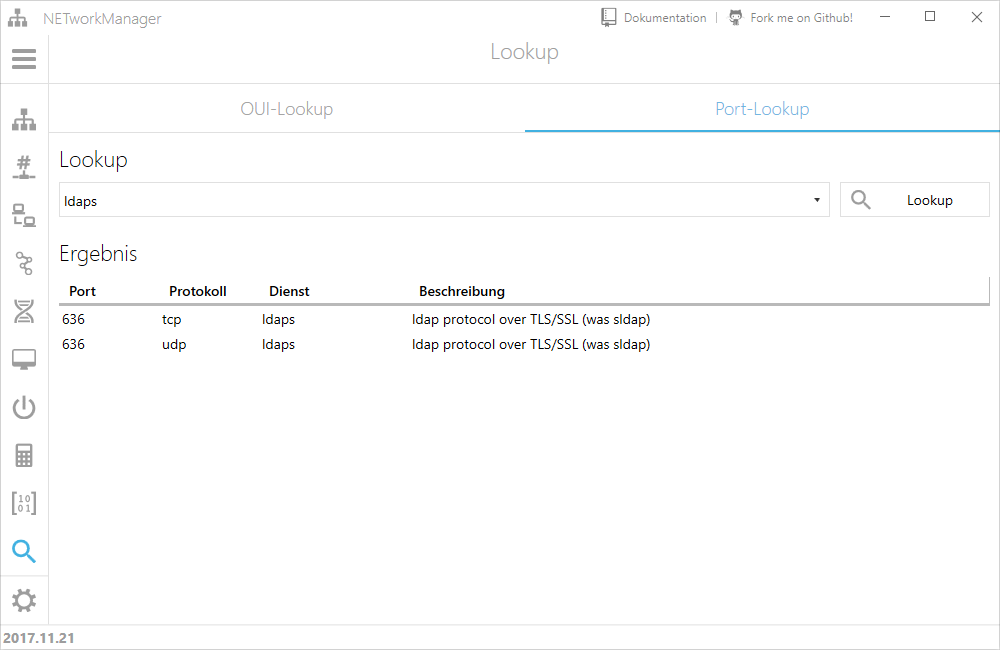 NETworkManager Dokumentation | Fork me on Github!
Lookup
OUI-Lookup Port-Lookup
Lookup
ldaps Lookup
Ergebnis
Port Protokoll Dienst Beschreibung
636 tcp ldaps ldap protocol over TLS/SSL (was sldap)
636 udp ldaps ldap protocol over TLS/SSL (was sldap)
#
10
01
2017.11.21